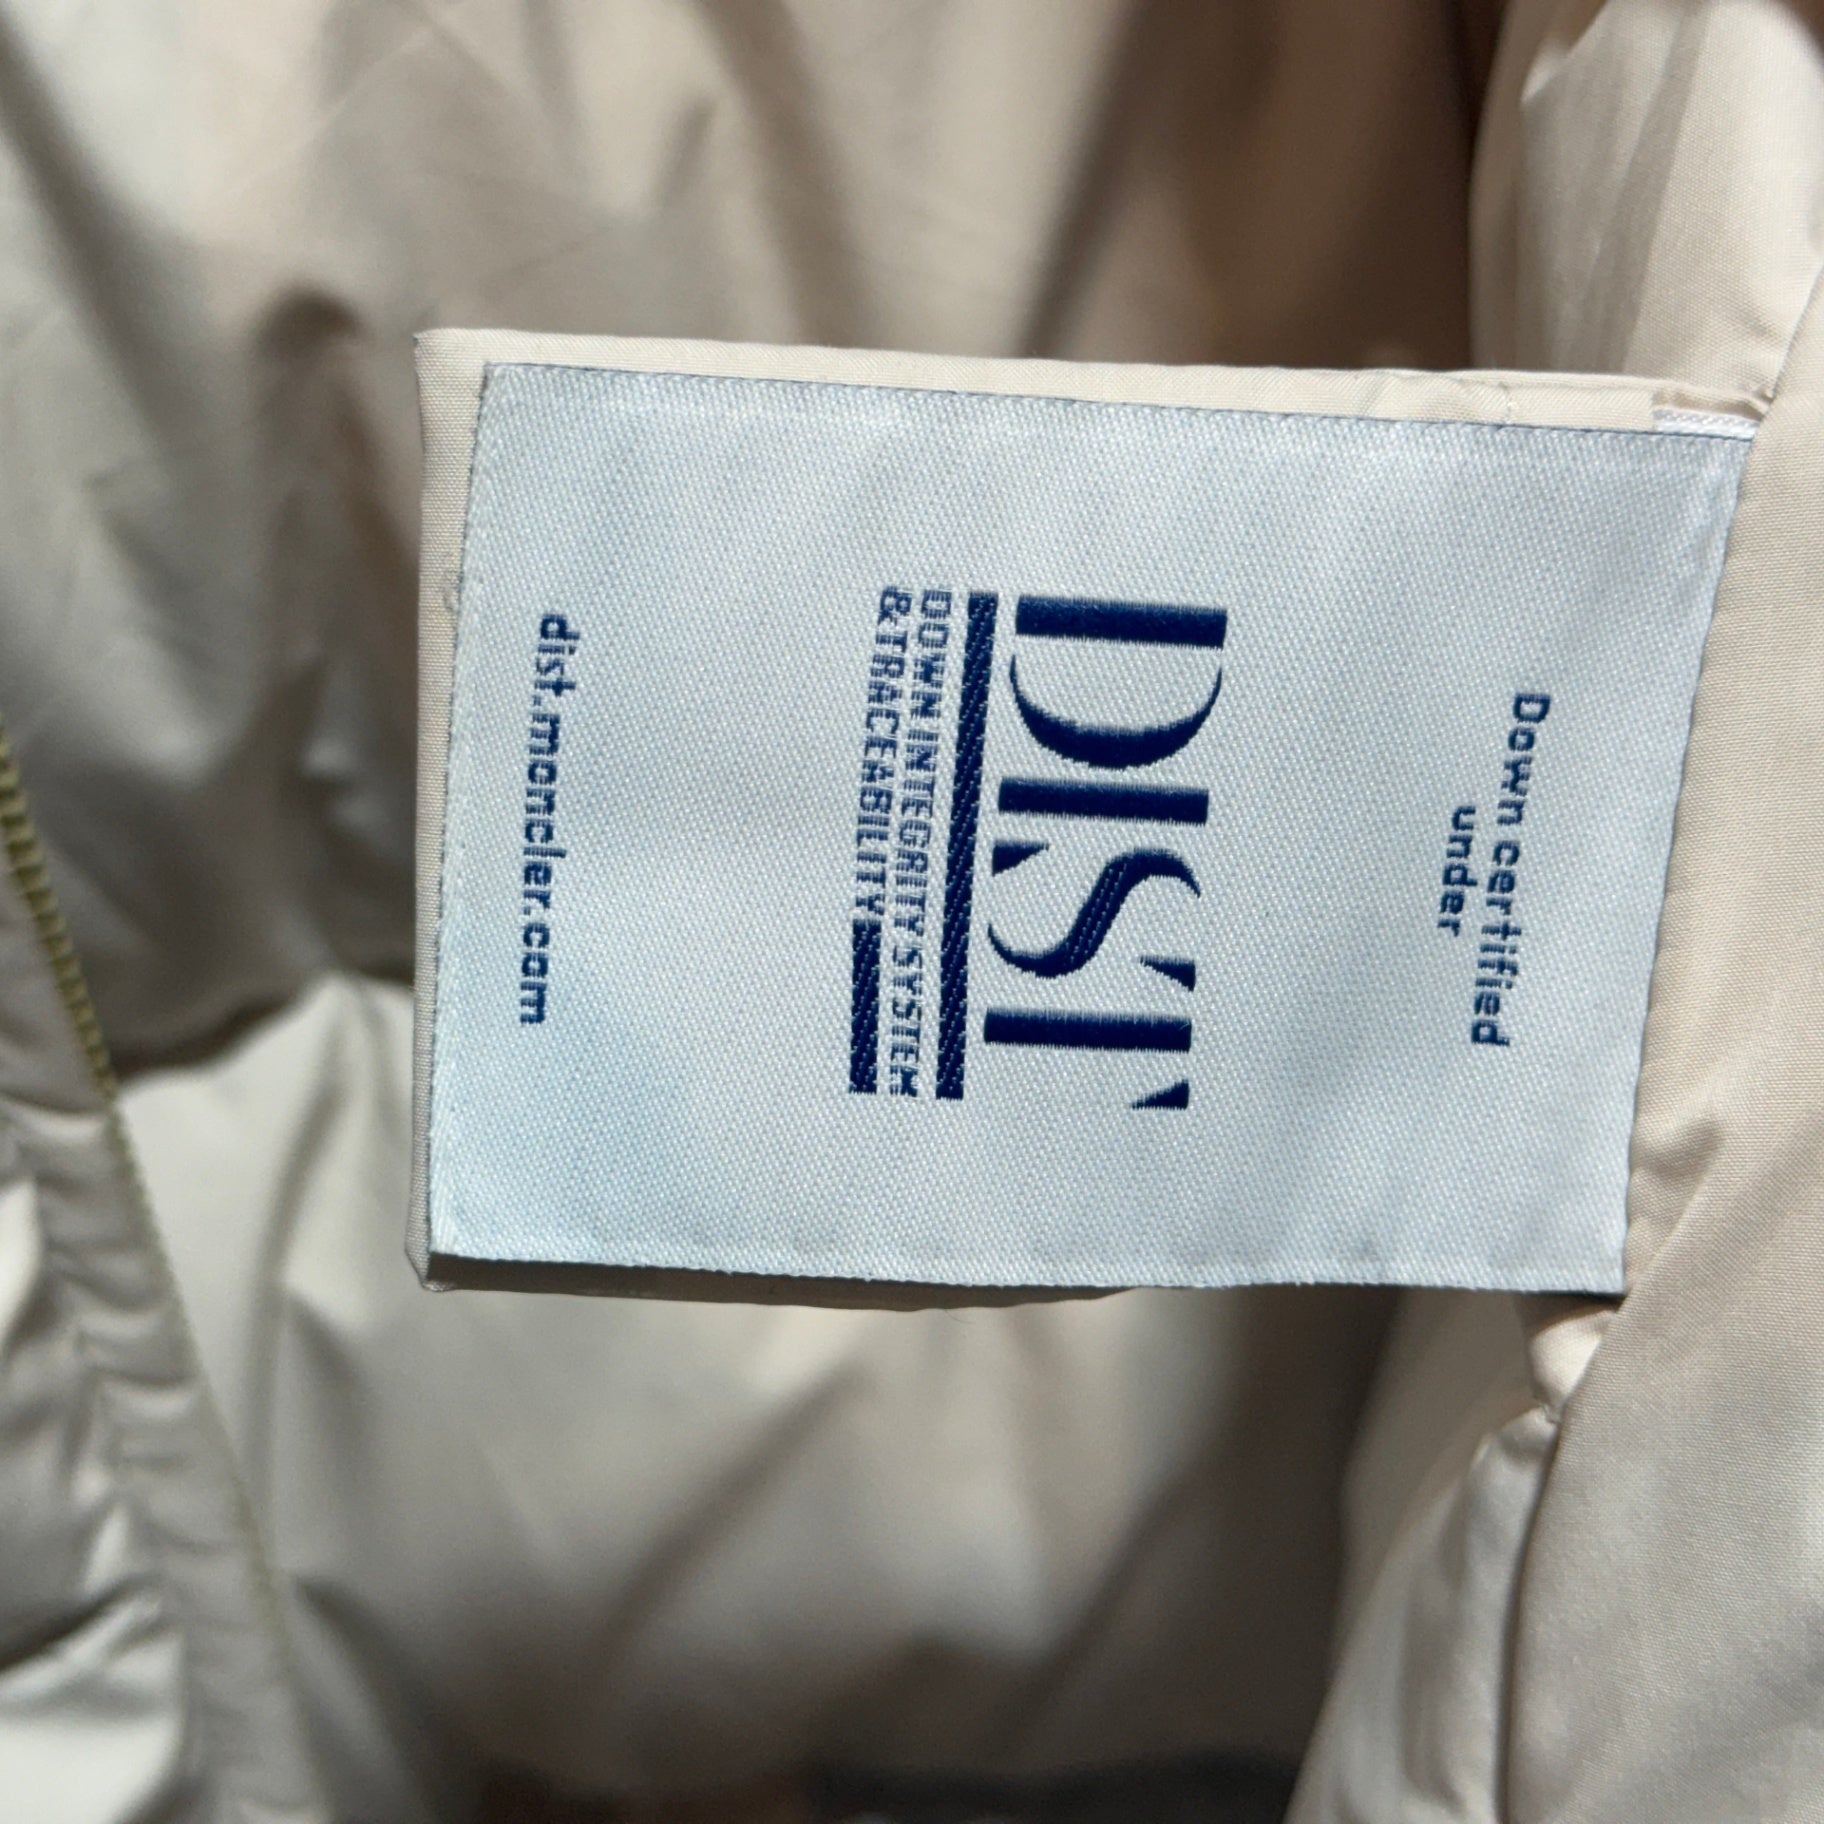 Down certified
under
DIST
DOWN INTEGRITY SYSTEM
& TRACEABILITY
dist.moncler.com